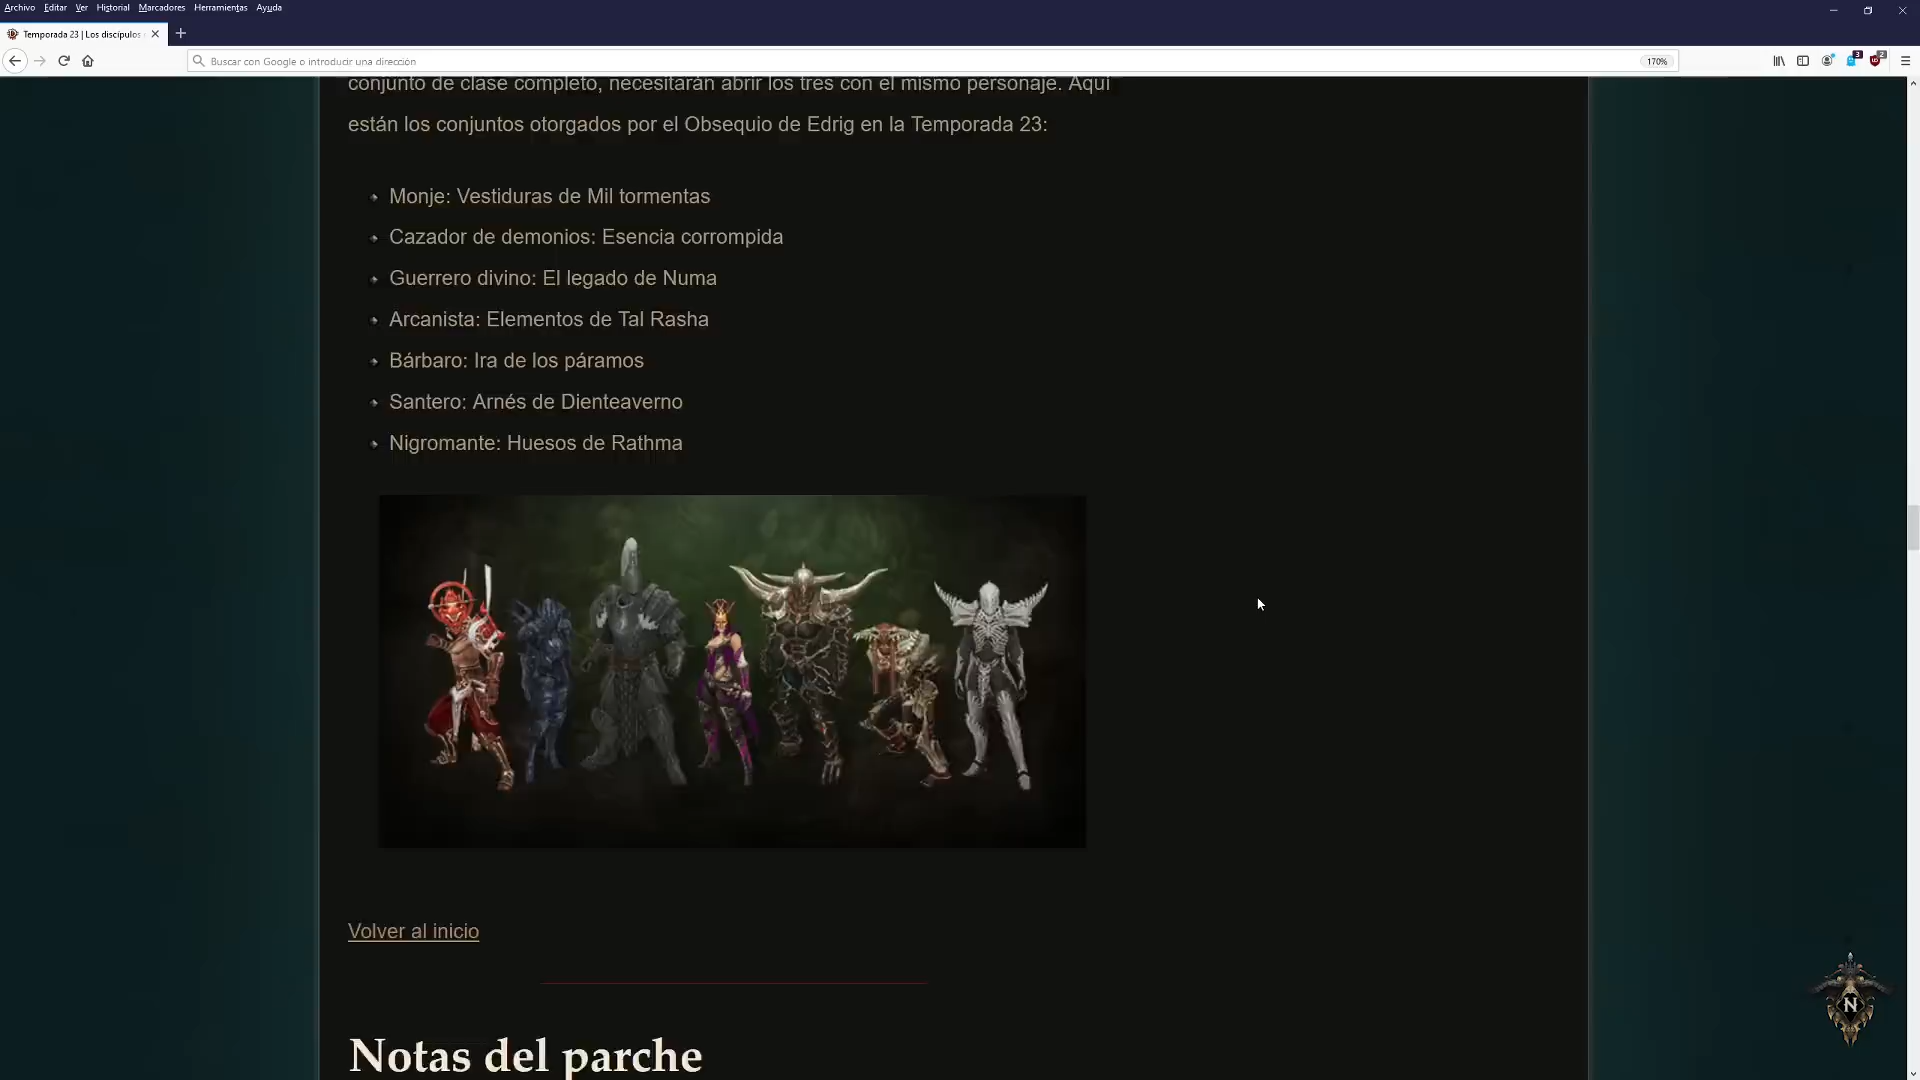 Archivo Editar Ver Historial Marcadores Herramientas Ayuda
Temporada 23 | Los discípulos
Buscar con Google o introducir una dirección
170%
3
2
conjunto de clase completo, necesitarán abrir los tres con el mismo personaje. Aquí
están los conjuntos otorgados por el Obsequio de Edrig en la Temporada 23:
Monje: Vestiduras de Mil tormentas
Cazador de demonios: Esencia corrompida
Guerrero divino: El legado de Numa
Arcanista: Elementos de Tal Rasha
Bárbaro: Ira de los páramos
Santero: Arnés de Dienteaverno
Nigromante: Huesos de Rathma
Volver al inicio
N
Notas del parche